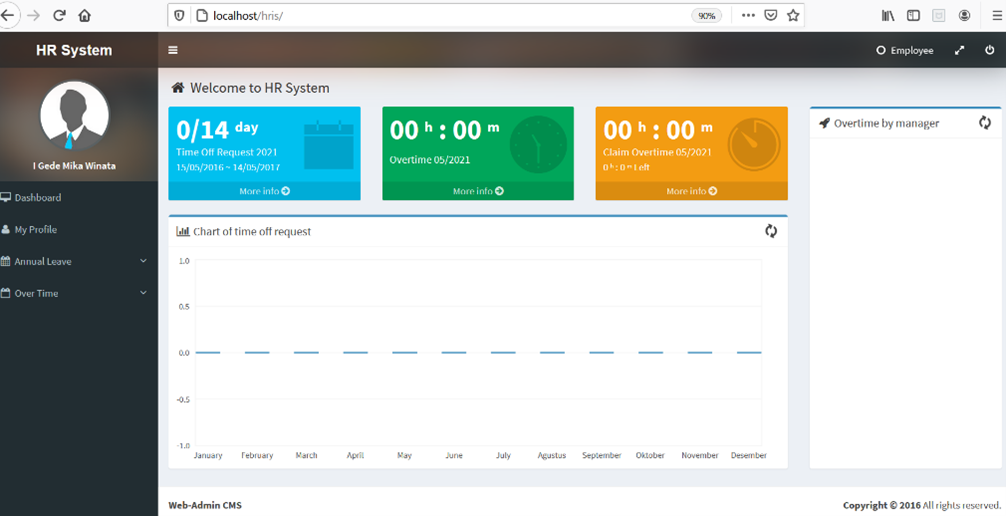 localhost/hris/
90%
HR System
Employee
I Gede Mika Winata
Dashboard
My Profile
Annual Leave
Over Time
Welcome to HR System
0/14 day
Time Off Request 2021
15/05/2016 ~ 14/05/2017
More info
00 h : 00 m
Overtime 05/2021
More info
00 h : 00 m
Claim Overtime 05/2021
0 h : 0 m Left
More info
Overtime by manager
Chart of time off request
1.0
0.5
0.0
-0.5
-1.0
January February March April May June July Agustus September Oktober November Desember
Web-Admin CMS
Copyright © 2016 All rights reserved.